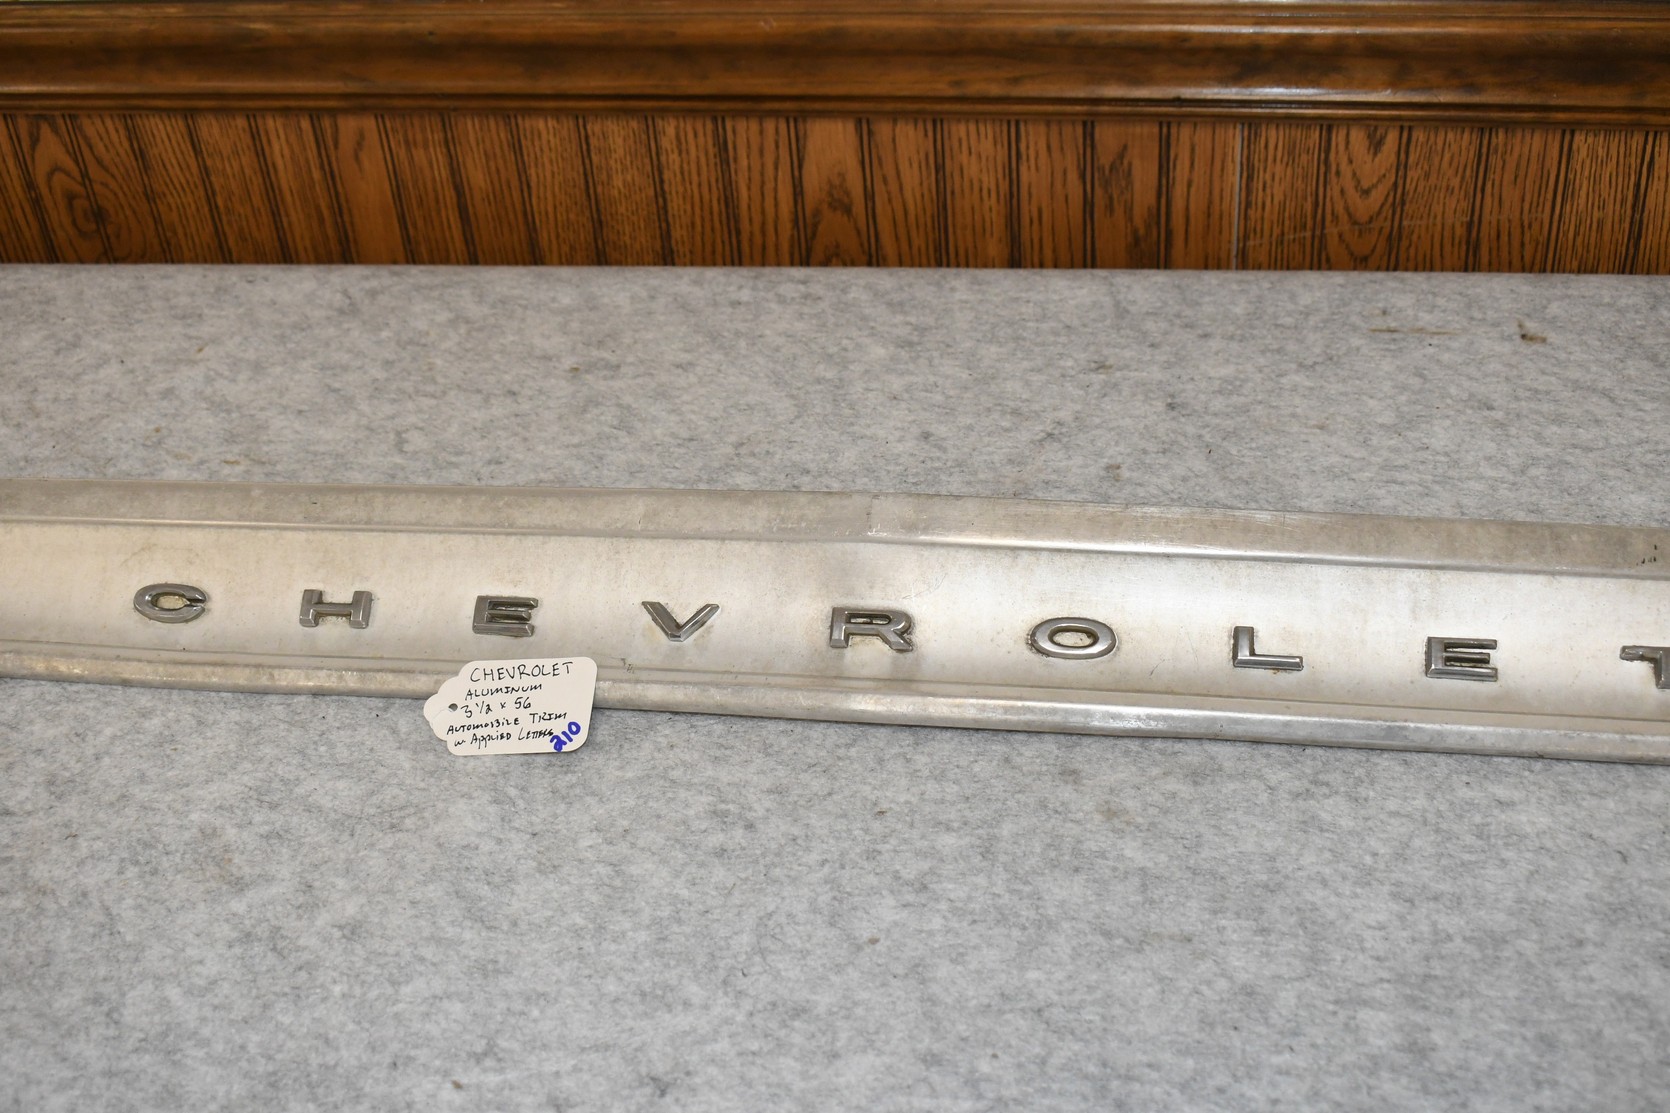 CHEVROLET
CHEVROLET
ALUMINUM
3 1/2 x 56
AUTOMOBILE TRIM
w. APPLIED LETTERS
210